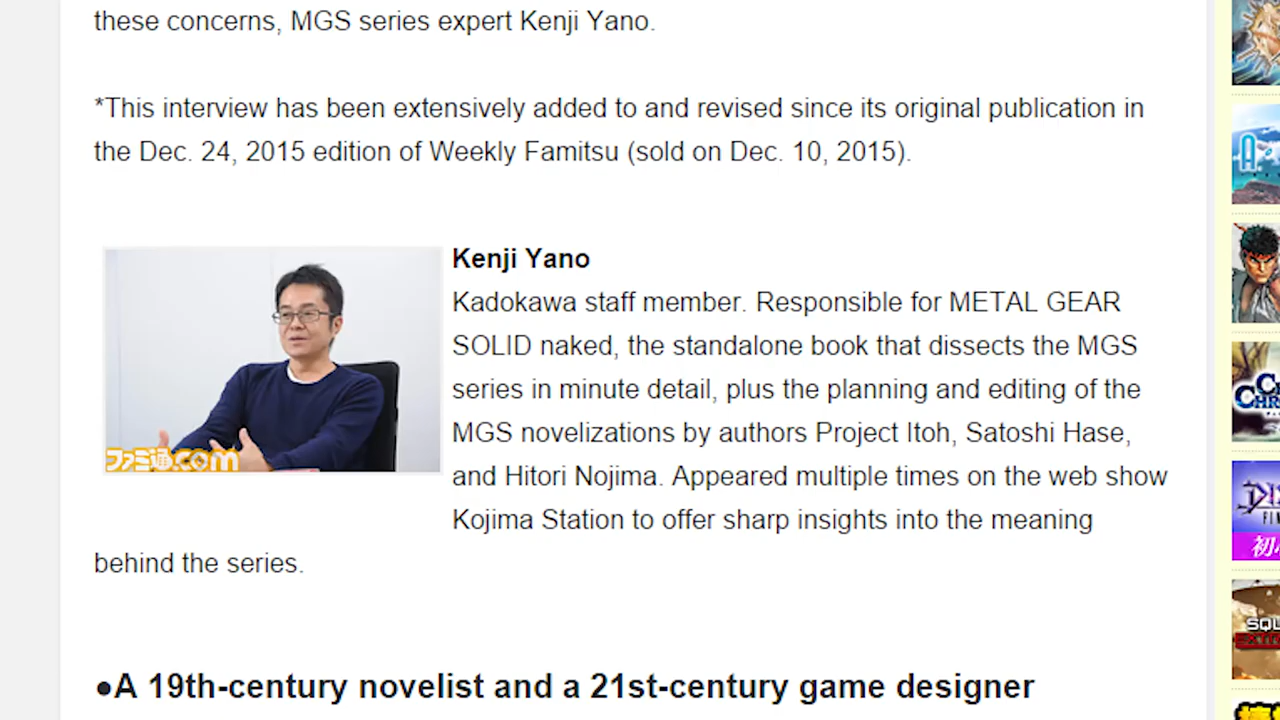 these concerns, MGS series expert Kenji Yano.
*This interview has been extensively added to and revised since its original publication in
the Dec. 24, 2015 edition of Weekly Famitsu (sold on Dec. 10, 2015).
Kenji Yano
Kadokawa staff member. Responsible for METAL GEAR
SOLID naked, the standalone book that dissects the MGS
series in minute detail, plus the planning and editing of the
MGS novelizations by authors Project Itoh, Satoshi Hase,
and Hitori Nojima. Appeared multiple times on the web show
Kojima Station to offer sharp insights into the meaning
behind the series.
ファミ通.com
●A 19th-century novelist and a 21st-century game designer